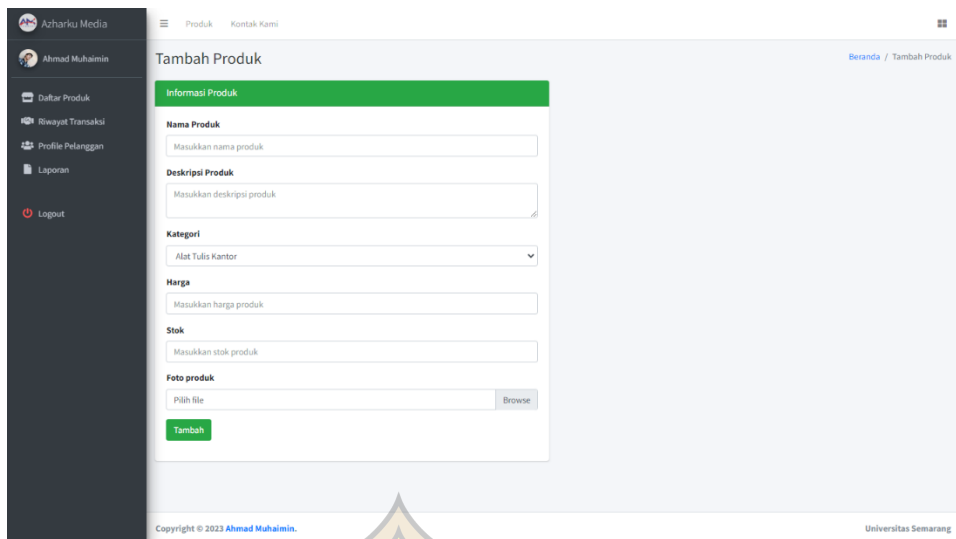 Azharku Media
Produk Kontak Kami
Ahmad Muhaimin
Daftar Produk
Riwayat Transaksi
Profile Pelanggan
Laporan
Logout
Tambah Produk
Beranda / Tambah Produk
Informasi Produk
Nama Produk
Masukkan nama produk
Deskripsi Produk
Masukkan deskripsi produk
Kategori
Alat Tulis Kantor
Harga
Masukkan harga produk
Stok
Masukkan stok produk
Foto produk
Pilih file Browse
Tambah
Copyright © 2023 Ahmad Muhaimin.
Universitas Semarang